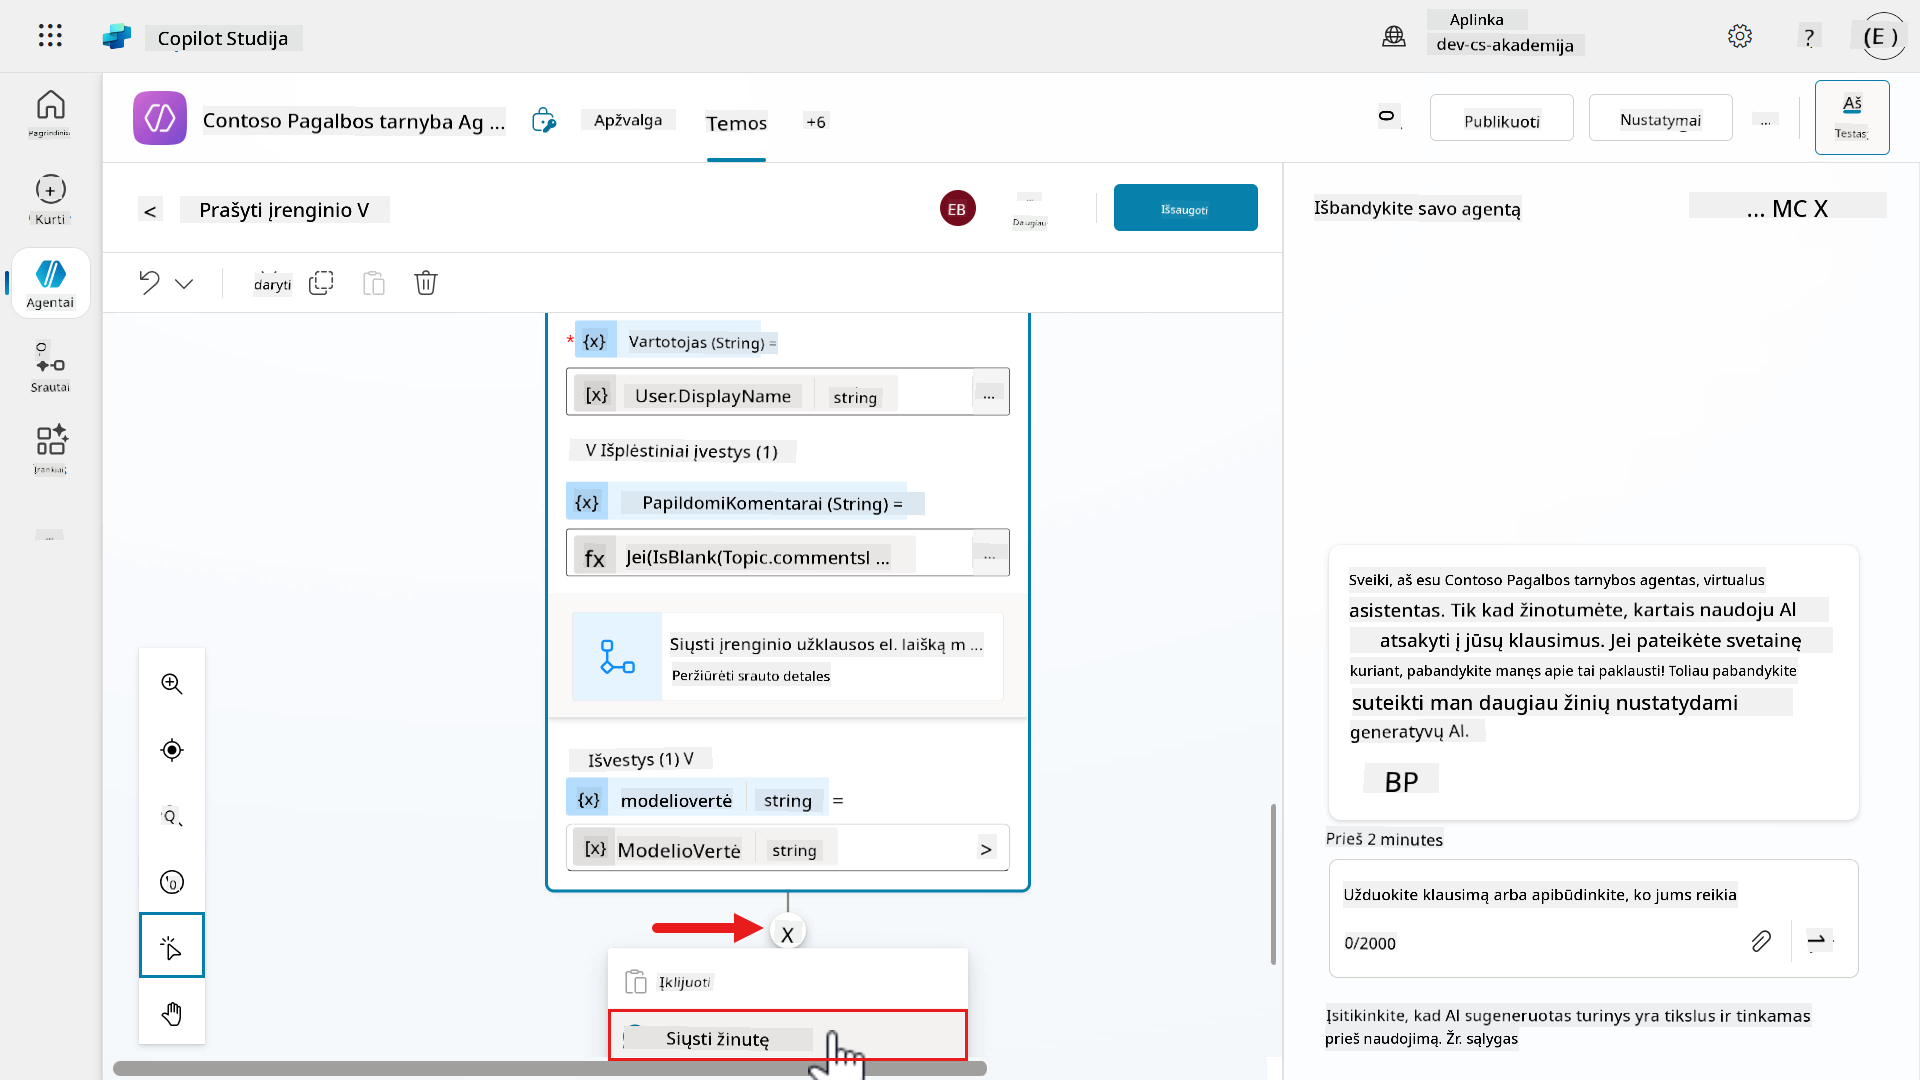 Copilot Studija
Aplinka
dev-cs-akademija
?
(E )
Pagrindinis
Kurti
Agentai
Srautai
Įrankiai
...
Contoso Pagalbos tarnyba Ag ...
Apžvalga
Temos
+6
Publikuoti
Nustatymai
...
Aš
Testas
< Prašyti įrenginio V
EB
...
Daugiau
Išsaugoti
daryti
* {x} Vartotojas (String) =
[x} User.DisplayName string ...
V Išplėstiniai įvestys (1)
{x} PapildomiKomentarai (String) =
fx Jei(IsBlank(Topic.commentsl ... ...
Siųsti įrenginio užklausos el. laišką m ...
Peržiūrėti srauto detales
Išvestys (1) V
{x} modeliovertė string =
[x} ModelioVertė string >
X
Įklijuoti
Siųsti žinutę
Išbandykite savo agentą
... MC X
Sveiki, aš esu Contoso Pagalbos tarnybos agentas, virtualus
asistentas. Tik kad žinotumėte, kartais naudoju AI
atsakyti į jūsų klausimus. Jei pateikėte svetainę
kuriant, pabandykite manęs apie tai paklausti! Toliau pabandykite
suteikti man daugiau žinių nustatydami
generatyvų AI.
BP
Prieš 2 minutes
Užduokite klausimą arba apibūdinkite, ko jums reikia
0/2000
Įsitikinkite, kad AI sugeneruotas turinys yra tikslus ir tinkamas
prieš naudojimą. Žr. sąlygas